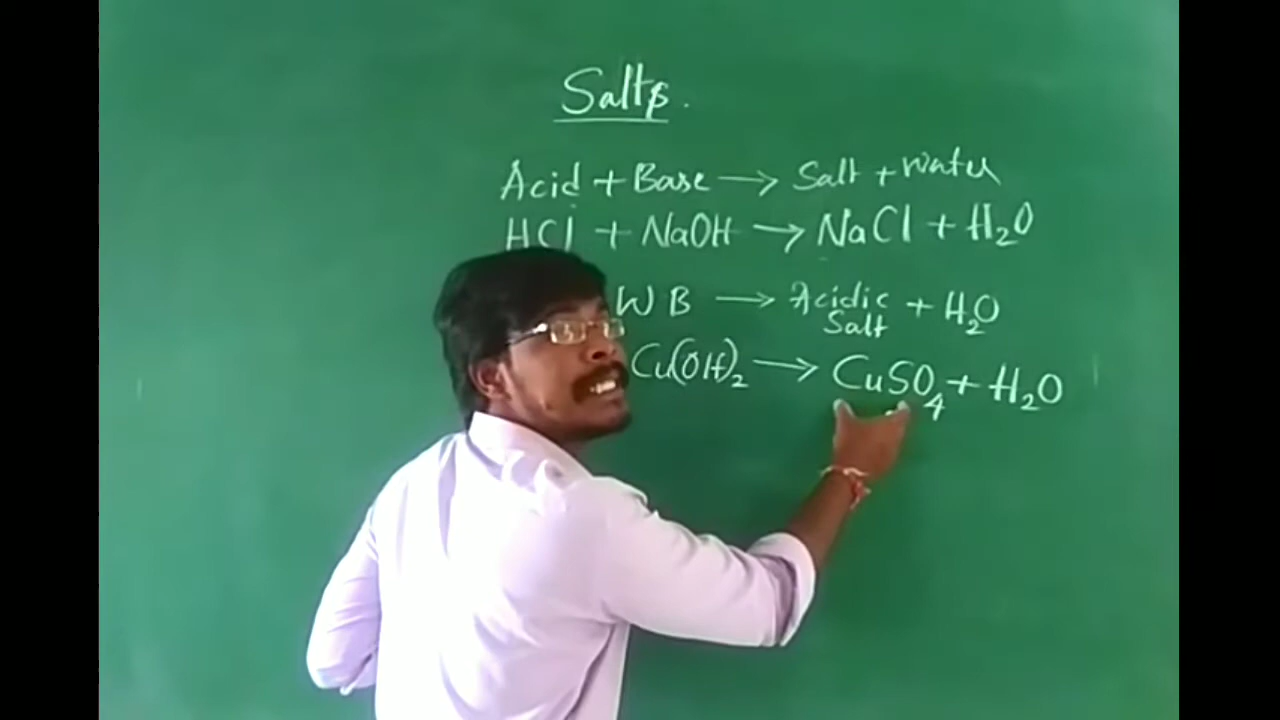 Salts.
Acid + Base → Salt + Water
HCl + NaOH → NaCl + H₂O
WB → Acidic Salt + H₂O
Cu(OH)₂ → CuSO₄ + H₂O